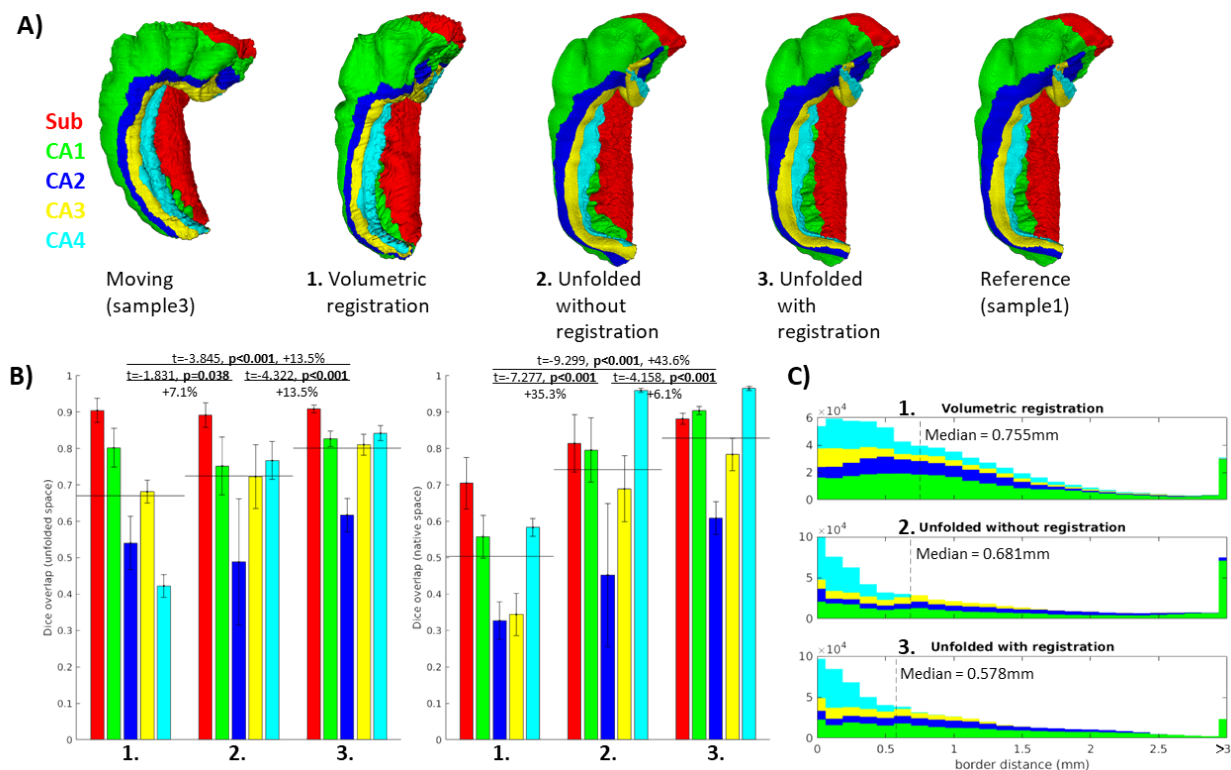 A)
Sub
CA1
CA2
CA3
CA4
Moving
(sample3)
1. Volumetric
registration
2. Unfolded
without
registration
3. Unfolded
with
registration
Reference
(sample1)
B)
t=-3.845, p<0.001, +13.5%
t=-1.831, p=0.038
t=-4.322, p<0.001
+7.1%
+13.5%
Dice overlap (unfolded space)
1
0.9
0.8
0.7
0.6
0.5
0.4
0.3
0.2
0.1
0
1.
2.
3.
t=-9.299, p<0.001, +43.6%
t=-7.277, p<0.001
t=-4.158, p<0.001
+35.3%
+6.1%
Dice overlap (native space)
1
0.9
0.8
0.7
0.6
0.5
0.4
0.3
0.2
0.1
0
1.
2.
3.
C)
1.
Volumetric registration
×10^4
Median = 0.755mm
6
4
2
0
2.
Unfolded without registration
×10^4
Median = 0.681mm
10
5
0
3.
Unfolded with registration
×10^4
Median = 0.578mm
10
5
0
0
0.5
1
1.5
2
2.5
>3
border distance (mm)